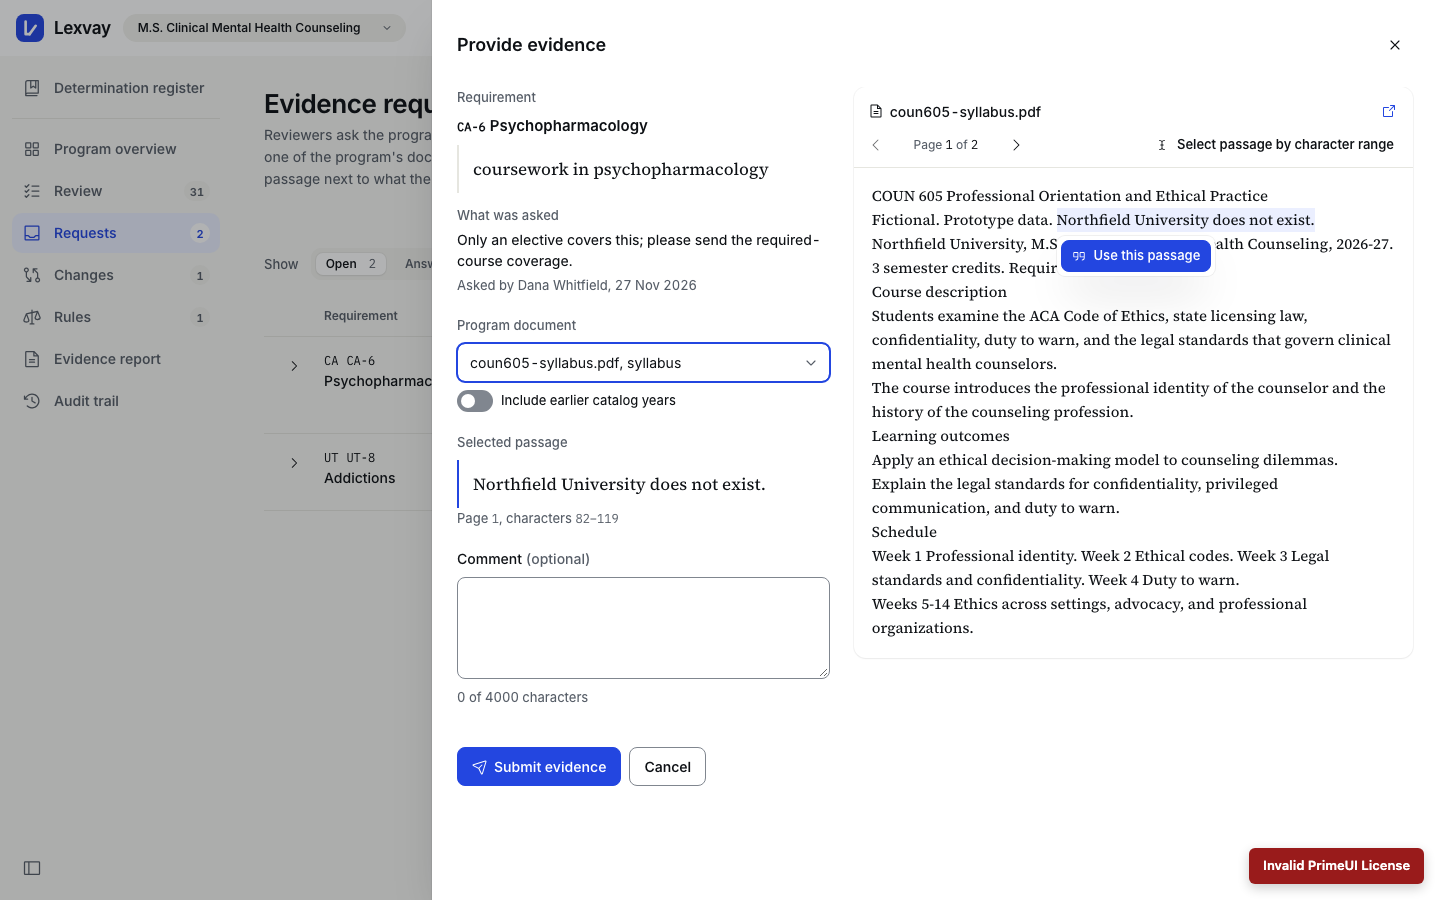 Lexvay
M.S. Clinical Mental Health Counseling
Determination register
Program overview
Review 31
Requests 2
Changes 1
Rules 1
Evidence report
Audit trail
Evidence requ
Reviewers ask the progra
one of the program's doc
passage next to what the
Show Open 2 Answ
Requirement
CA CA-6
Psychopharmac
UT UT-8
Addictions
Provide evidence
Requirement
CA-6 Psychopharmacology
coursework in psychopharmacology
What was asked
Only an elective covers this; please send the required-
course coverage.
Asked by Dana Whitfield, 27 Nov 2026
Program document
coun605-syllabus.pdf, syllabus
Include earlier catalog years
Selected passage
Northfield University does not exist.
Page 1, characters 82–119
Comment (optional)
0 of 4000 characters
Submit evidence
Cancel
coun605-syllabus.pdf
Page 1 of 2
Select passage by character range
COUN 605 Professional Orientation and Ethical Practice
Fictional. Prototype data. Northfield University does not exist.
Northfield University, M.S alth Counseling, 2026-27.
Use this passage
3 semester credits. Requir
Course description
Students examine the ACA Code of Ethics, state licensing law,
confidentiality, duty to warn, and the legal standards that govern clinical
mental health counselors.
The course introduces the professional identity of the counselor and the
history of the counseling profession.
Learning outcomes
Apply an ethical decision-making model to counseling dilemmas.
Explain the legal standards for confidentiality, privileged
communication, and duty to warn.
Schedule
Week 1 Professional identity. Week 2 Ethical codes. Week 3 Legal
standards and confidentiality. Week 4 Duty to warn.
Weeks 5-14 Ethics across settings, advocacy, and professional
organizations.
Invalid PrimeUI License